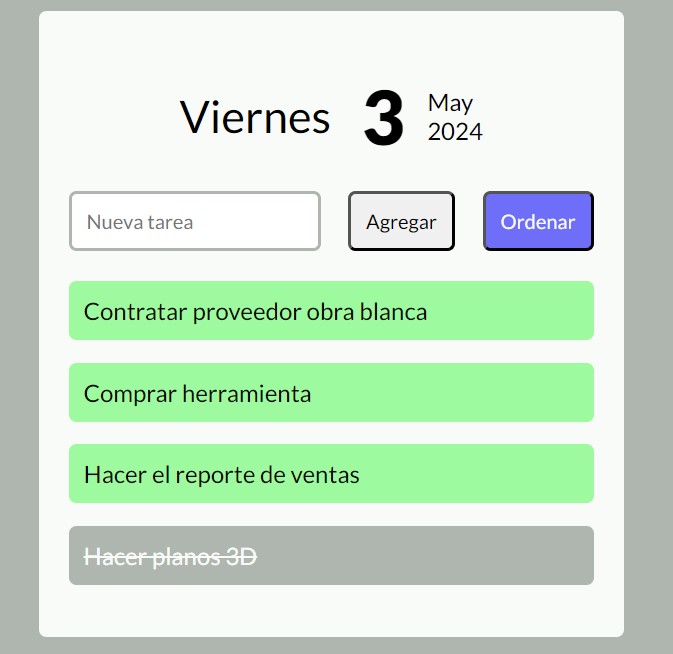 Viernes
3
May
2024
Nueva tarea
Agregar
Ordenar
Contratar proveedor obra blanca
Comprar herramienta
Hacer el reporte de ventas
Hacer planos 3D